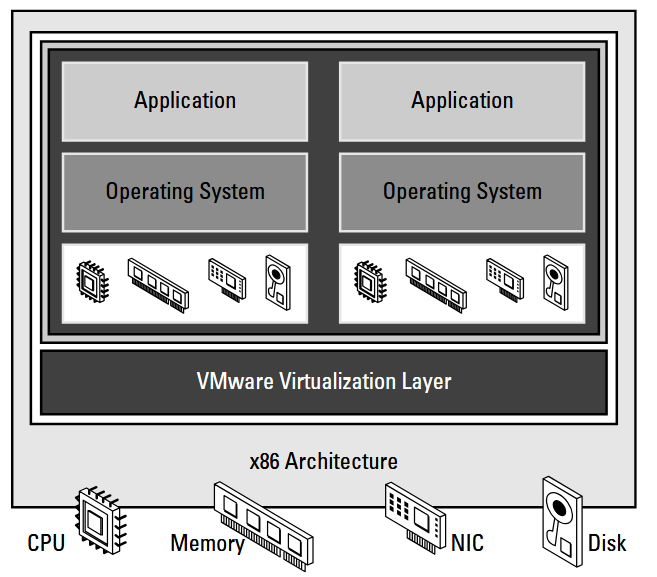 Application
Application
Operating System
Operating System
VMware Virtualization Layer
x86 Architecture
CPU
Memory
NIC
Disk